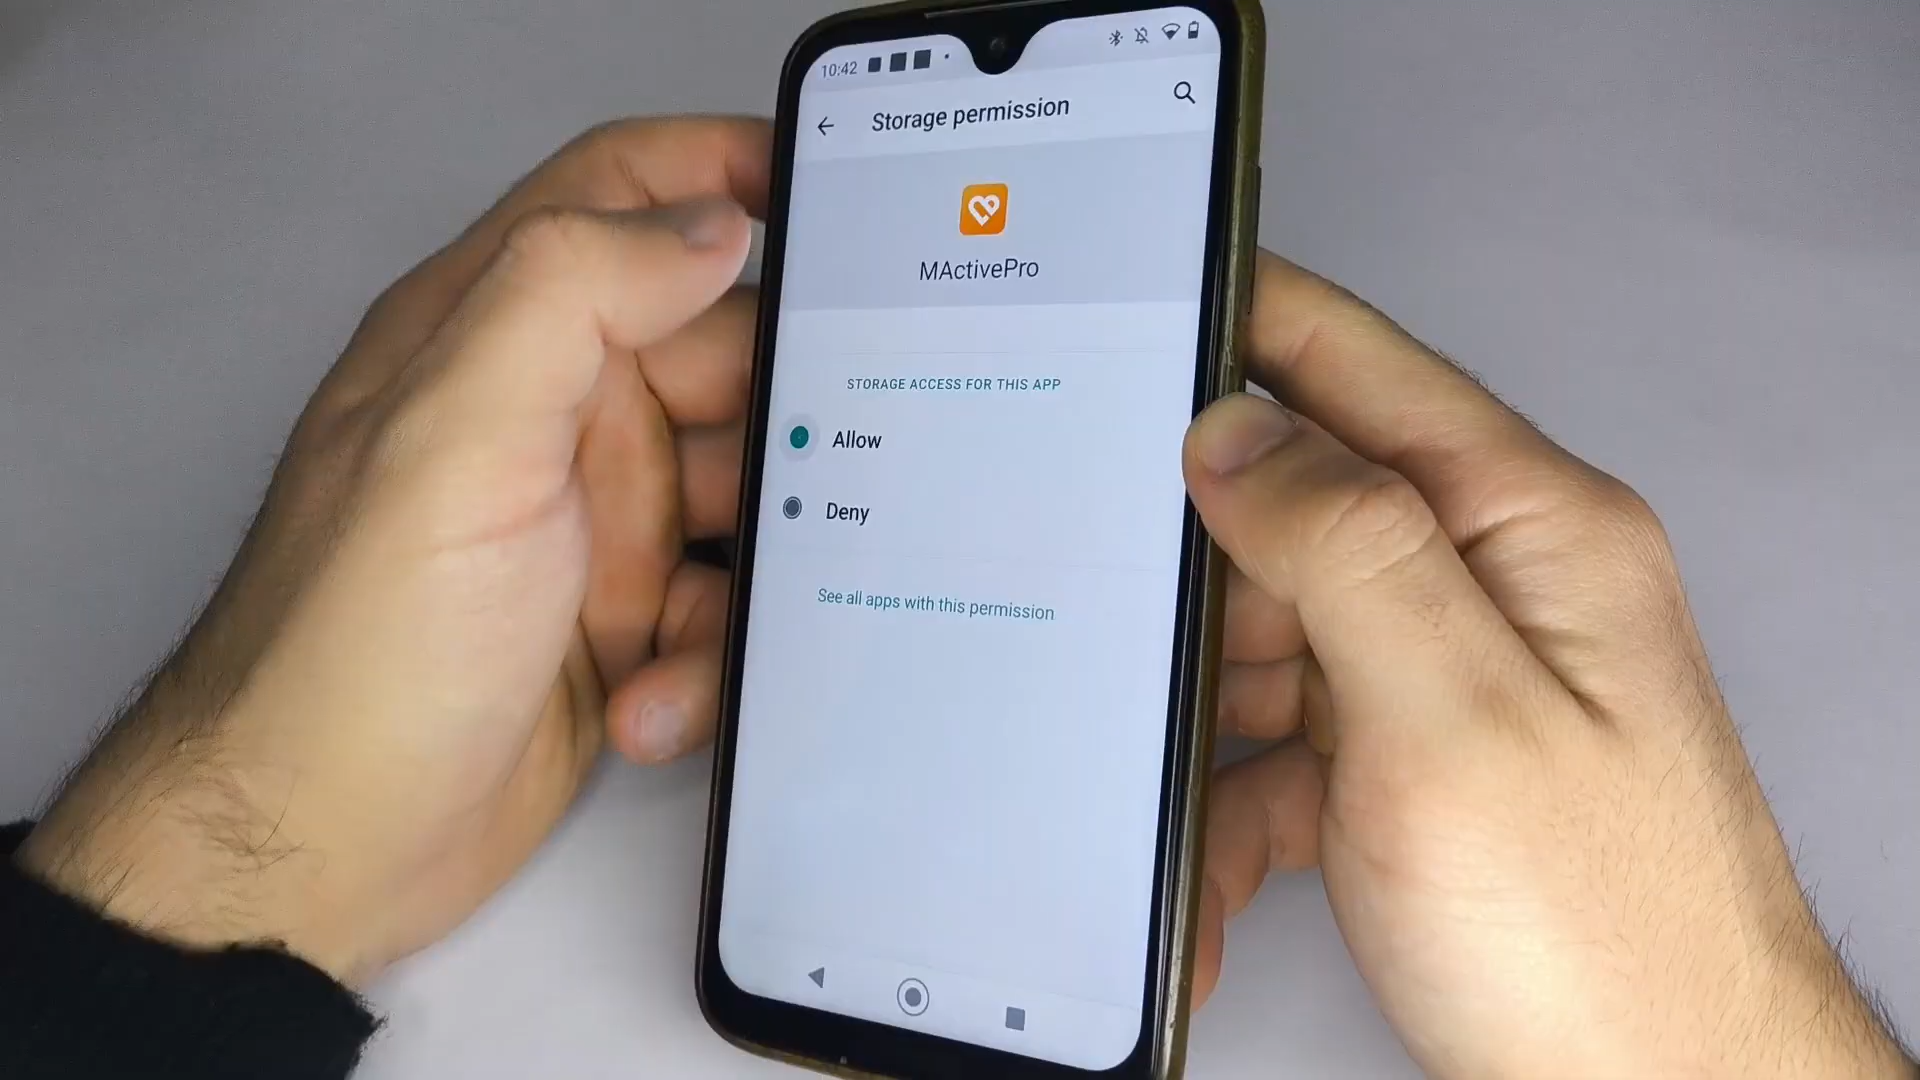 10:42
Storage permission
MActivePro
STORAGE ACCESS FOR THIS APP
Allow
Deny
See all apps with this permission